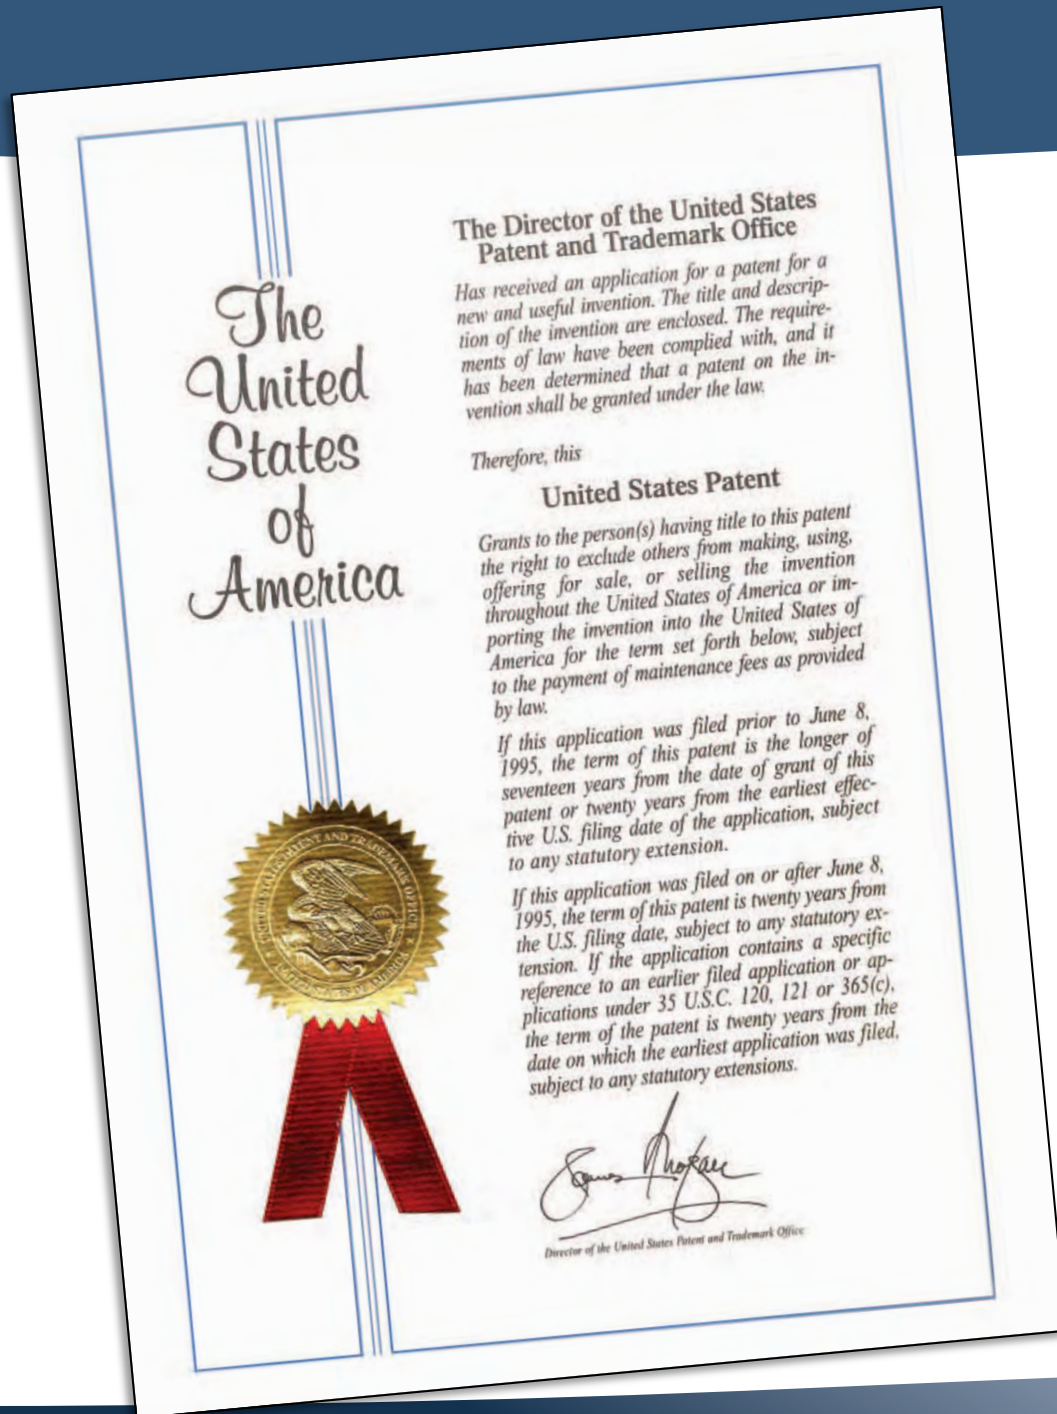 The
United
States
of
America
The Director of the United States
Patent and Trademark Office
Has received an application for a patent for a
new and useful invention. The title and descrip-
tion of the invention are enclosed. The require-
ments of law have been complied with, and it
has been determined that a patent on the in-
vention shall be granted under the law.
Therefore, this
United States Patent
Grants to the person(s) having title to this patent
the right to exclude others from making, using,
offering for sale, or selling the invention
throughout the United States of America or im-
porting the invention into the United States of
America for the term set forth below, subject
to the payment of maintenance fees as provided
by law.
If this application was filed prior to June 8,
1995, the term of this patent is the longer of
seventeen years from the date of grant of this
patent or twenty years from the earliest effec-
tive U.S. filing date of the application, subject
to any statutory extension.
If this application was filed on or after June 8,
1995, the term of this patent is twenty years from
the U.S. filing date, subject to any statutory ex-
tension. If the application contains a specific
reference to an earlier filed application or ap-
plications under 35 U.S.C. 120, 121 or 365(c),
the term of the patent is twenty years from the
date on which the earliest application was filed,
subject to any statutory extensions.
Director of the United States Patent and Trademark Office